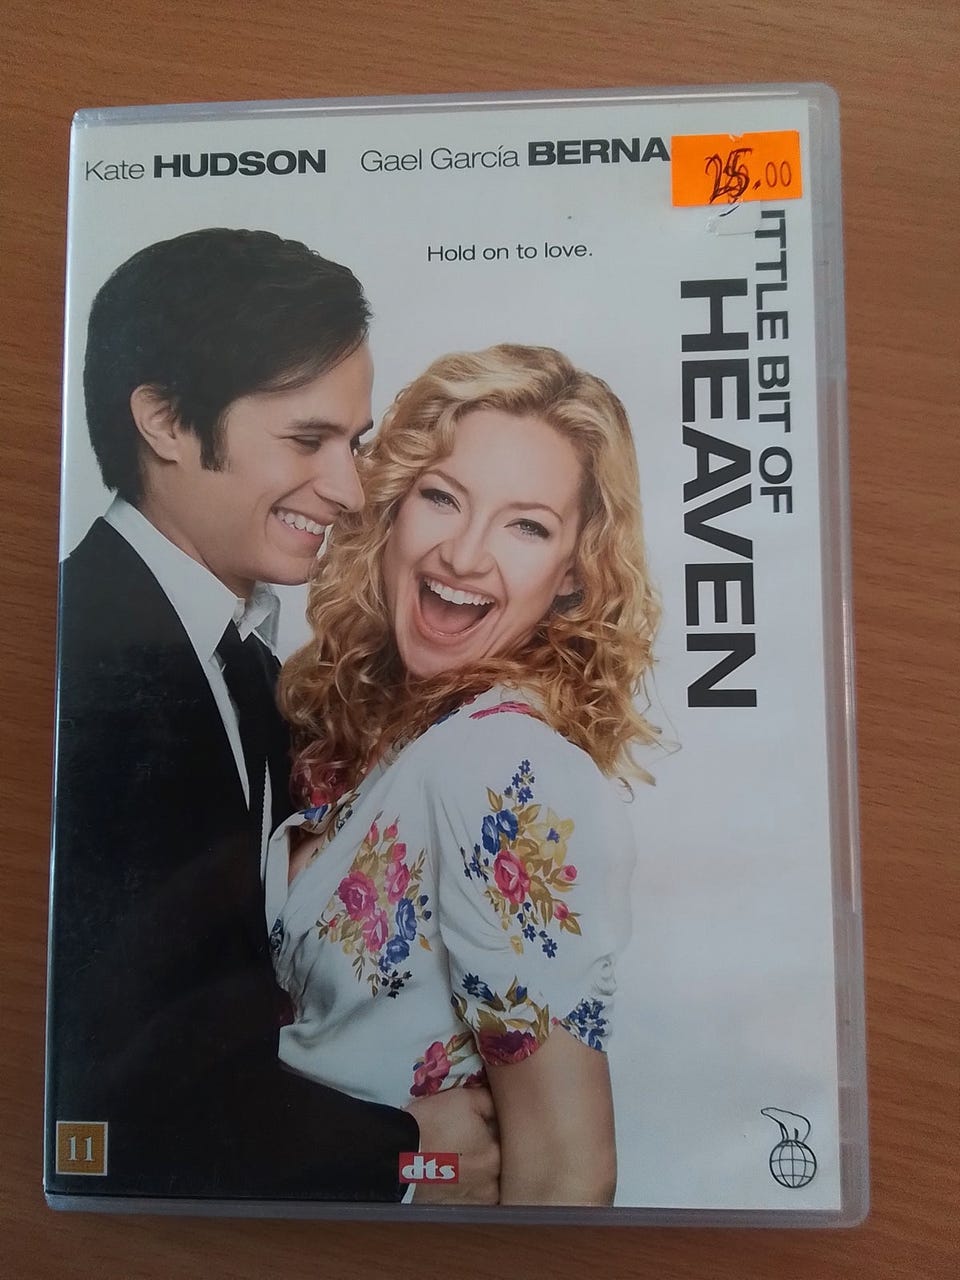 Kate HUDSON Gael García BERNA
25.00
Hold on to love.
ITTLE BIT OF
HEAVEN
11
dts